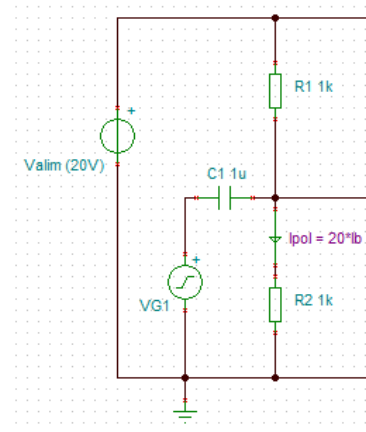 R1 1k
+
Valim (20V)
C1 1u
Ipol = 20*Ib
+
VG1
R2 1k